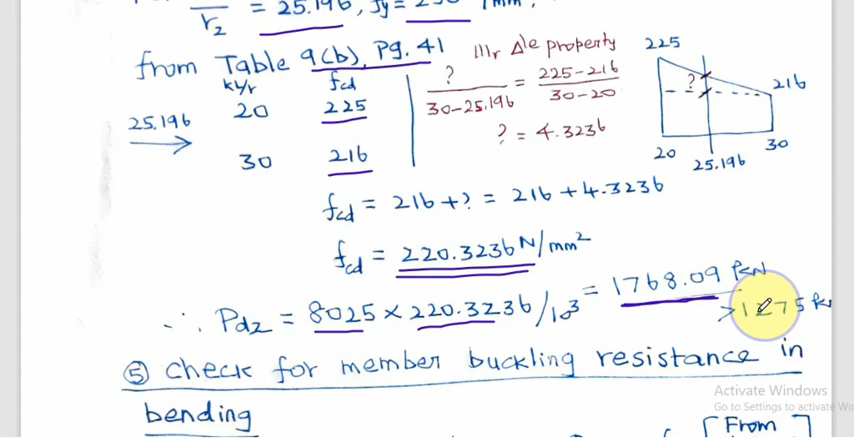 r₂ = 25.196, fy = 250
from Table 9(b), Pg. 41
kL/r fcd
25.196 → 20 225
30 216
? / (30-25.196) = (225-216) / (30-20)
? = 4.3236
Illr Δle property
225
?
216
20 25.196 30
fcd = 216+? = 216+4.3236
fcd = 220.3236 N/mm²
∴ Pdz = 8025 × 220.3236/10³ = 1768.09 kN
> 1275 kN
⑤ check for member buckling resistance in
bending
[From ]
Activate Windows
Go to Settings to activate Wi